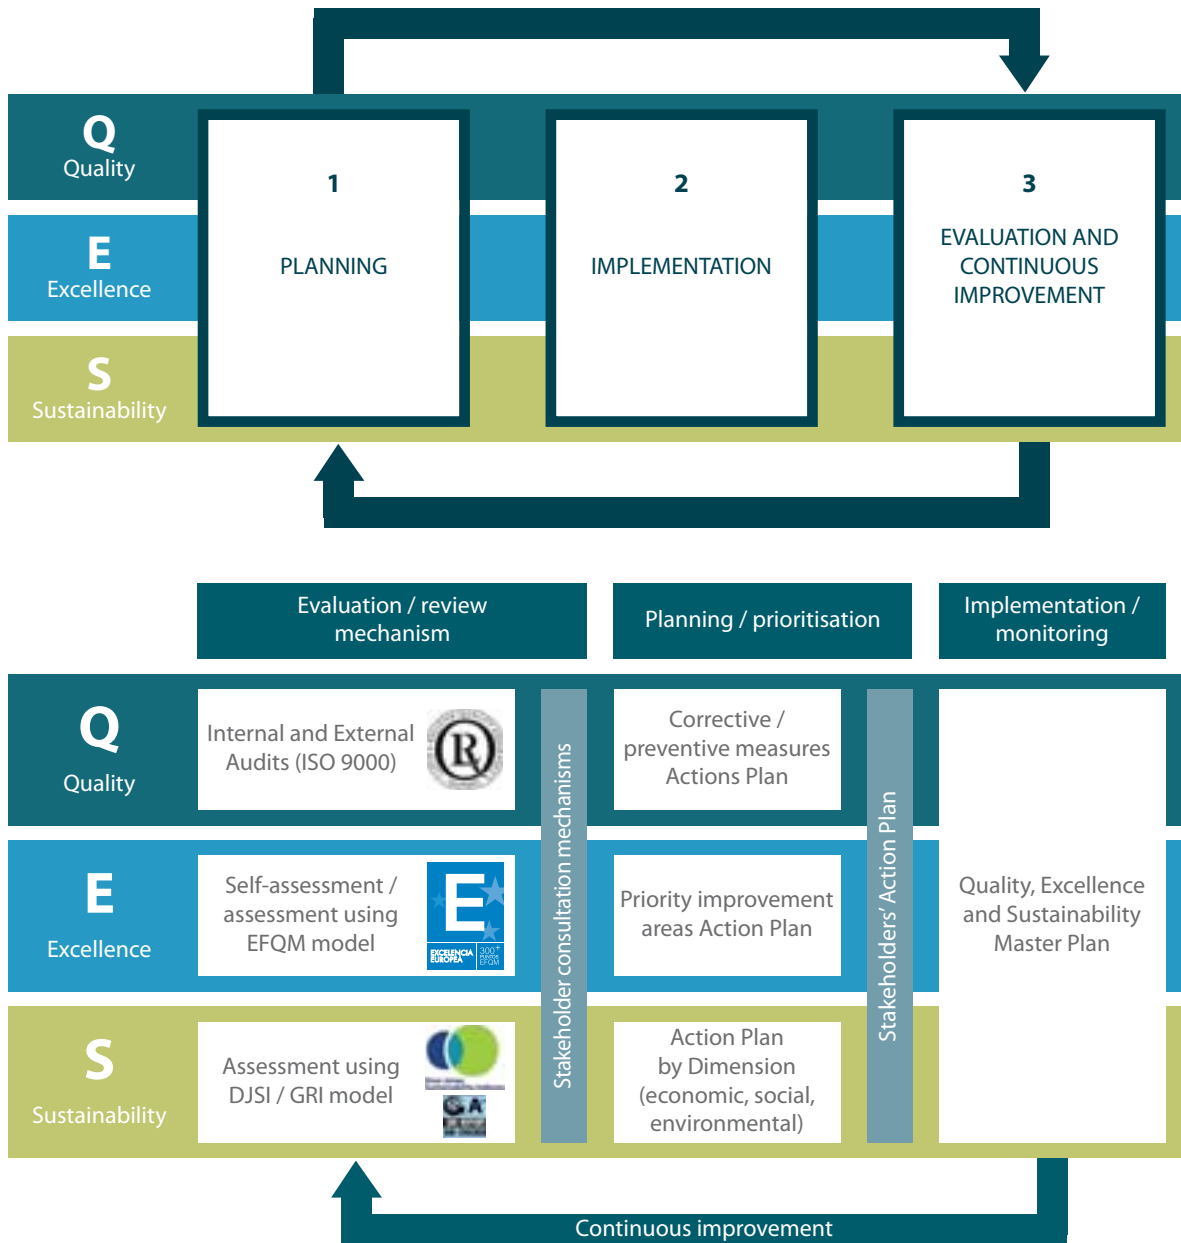 Q
Quality
1
PLANNING
2
IMPLEMENTATION
3
EVALUATION AND
CONTINUOUS
IMPROVEMENT
E
Excellence
S
Sustainability
Evaluation / review
mechanism
Planning / prioritisation
Implementation /
monitoring
Q
Quality
Internal and External
Audits (ISO 9000)
R
Stakeholder consultation mechanisms
Corrective /
preventive measures
Actions Plan
Stakeholders' Action Plan
Quality, Excellence
and Sustainability
Master Plan
E
Excellence
Self-assessment /
assessment using
EFQM model
E
EXCELENCIA
EUROPEA
300+
PUNTOS
EFQM
Priority improvement
areas Action Plan
S
Sustainability
Assessment using
DJSI / GRI model
Action Plan
by Dimension
(economic, social,
environmental)
Continuous improvement